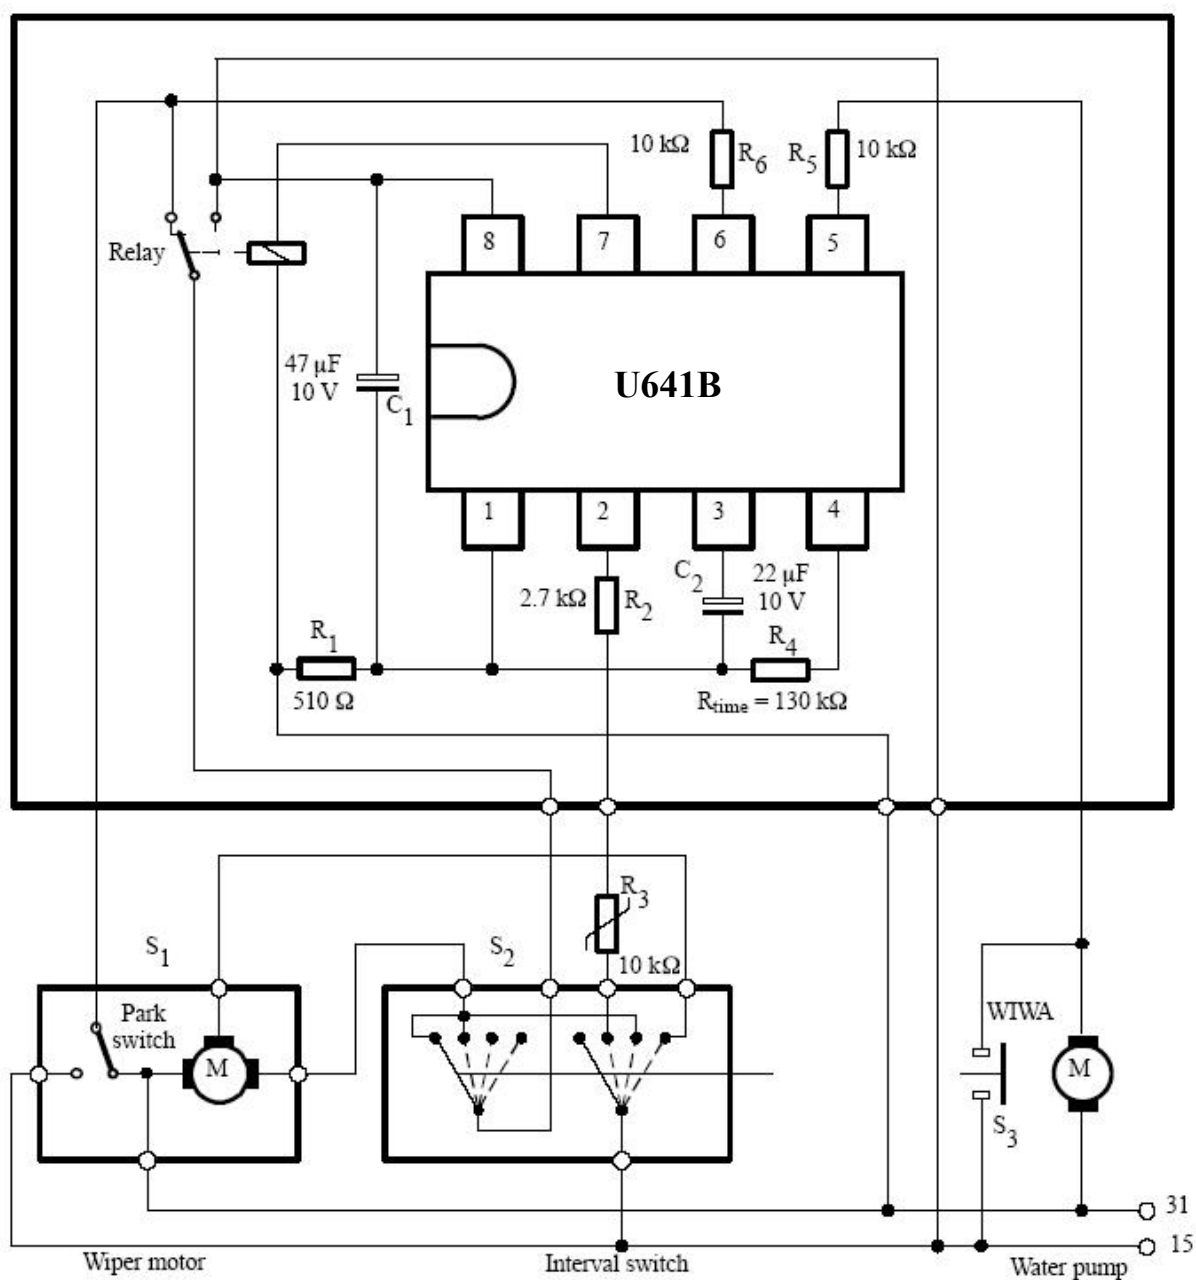 10 kΩ
R6
R5
10 kΩ
8
7
6
5
Relay
47 μF
10 V
C1
U641B
1
2
3
4
C2
22 μF
10 V
2.7 kΩ
R2
R1
R4
510 Ω
Rtime = 130 kΩ
R3
S1
S2
10 kΩ
Park
switch
WIWA
M
M
S3
31
15
Wiper motor
Interval switch
Water pump